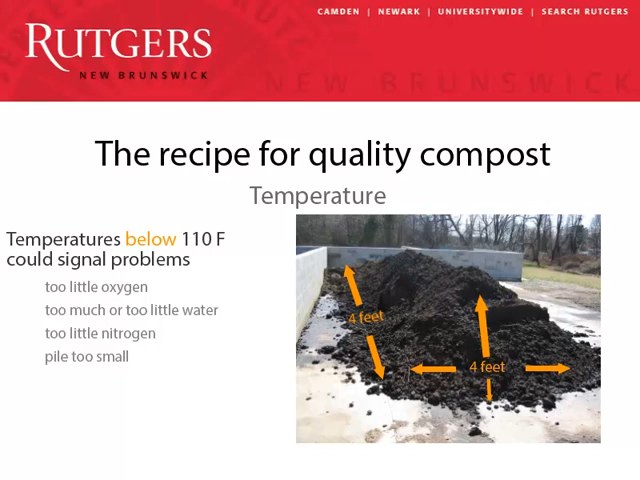 CAMDEN | NEWARK | UNIVERSITYWIDE | SEARCH RUTGERS
RUTGERS
NEW BRUNSWICK
NEW BRUNSWICK
The recipe for quality compost
Temperature
Temperatures below 110 F
could signal problems
too little oxygen
too much or too little water
too little nitrogen
pile too small
4 feet
4 feet